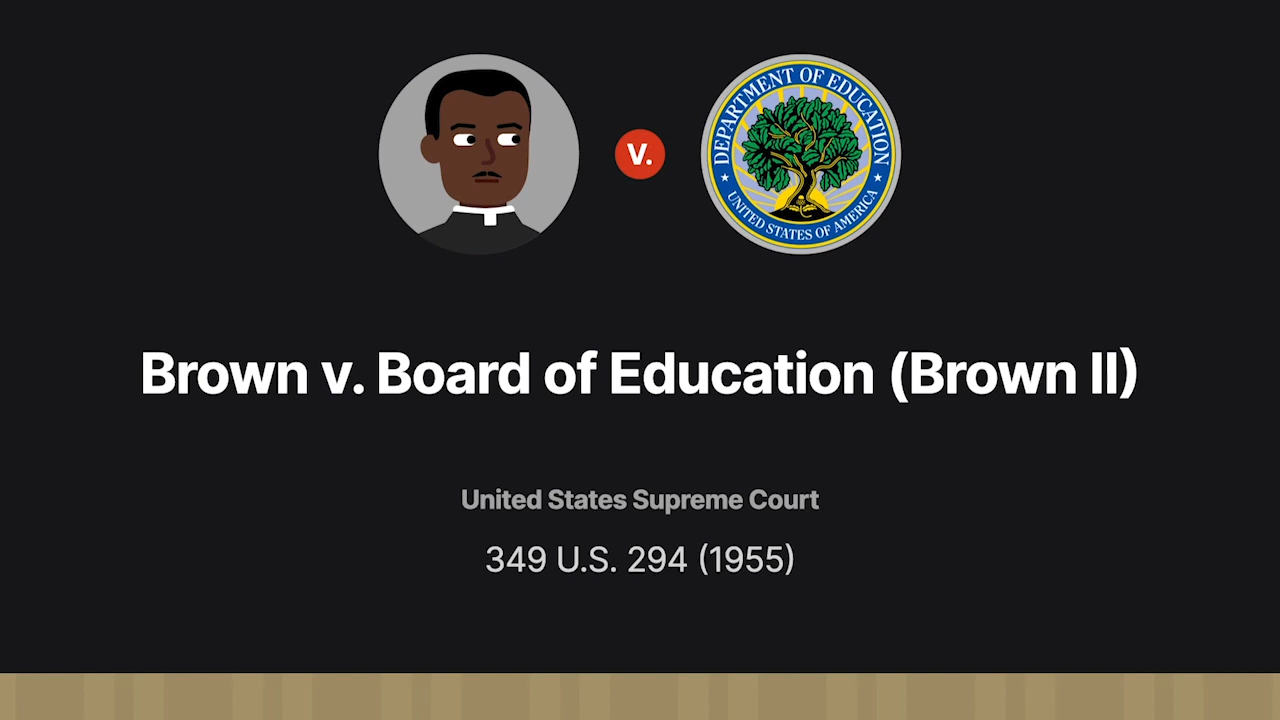 V.
DEPARTMENT OF EDUCATION
UNITED STATES OF AMERICA
Brown v. Board of Education (Brown II)
United States Supreme Court
349 U.S. 294 (1955)